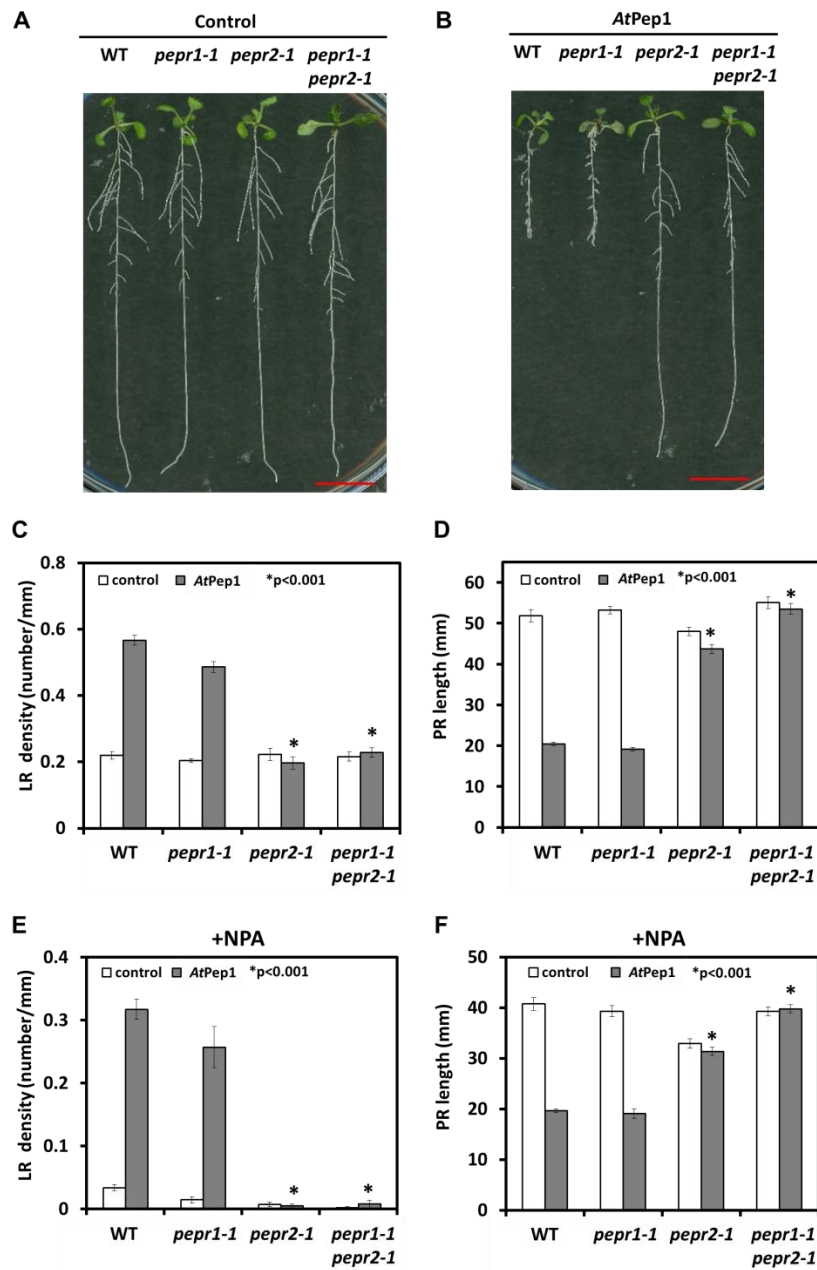 A
Control
WT pepr1-1 pepr2-1 pepr1-1
pepr2-1
B
AtPep1
WT pepr1-1 pepr2-1 pepr1-1
pepr2-1
C
LR density (number/mm)
0.8
0.6
0.4
0.2
0
control AtPep1 *p<0.001
*
*
WT pepr1-1 pepr2-1 pepr1-1
pepr2-1
D
PR length (mm)
60
50
40
30
20
10
0
control AtPep1 *p<0.001
*
*
WT pepr1-1 pepr2-1 pepr1-1
pepr2-1
E
+NPA
LR density (number/mm)
0.4
0.3
0.2
0.1
0
control AtPep1 *p<0.001
*
*
WT pepr1-1 pepr2-1 pepr1-1
pepr2-1
F
+NPA
PR length (mm)
50
40
30
20
10
0
control AtPep1 *p<0.001
*
*
WT pepr1-1 pepr2-1 pepr1-1
pepr2-1